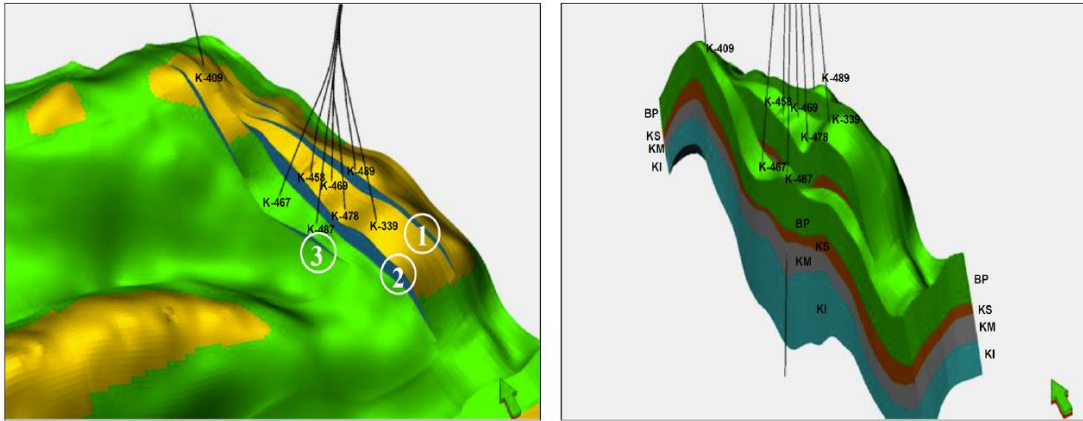 K-409
K-458
K-489
K-469
K-467
K-478
K-339
K-487
1
2
3
K-409
K-489
K-458
K-469
K-339
K-478
K-467
K-487
BP
KS
KM
KI
BP
KS
KM
KI
BP
KS
KM
KI